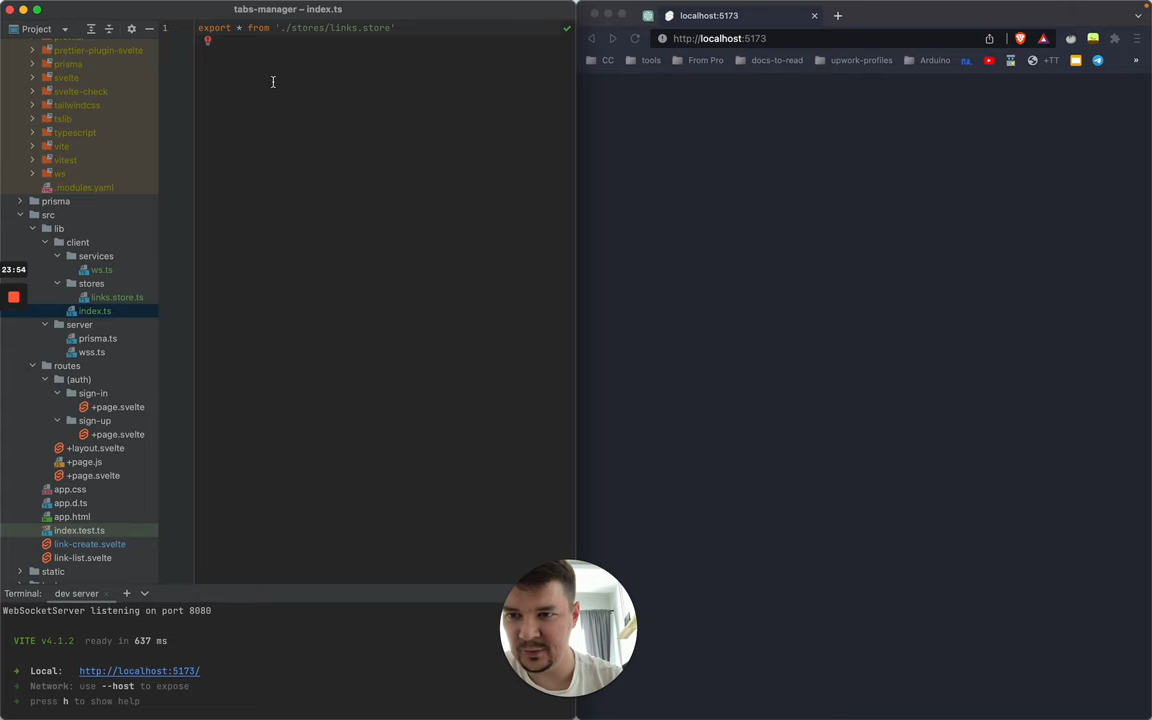 tabs-manager – index.ts
Project
1
export * from './stores/links.store'
prettier-plugin-svelte
prisma
svelte
svelte-check
tailwindcss
tslib
typescript
vite
vitest
ws
.modules.yaml
prisma
src
lib
client
services
ws.ts
stores
links.store.ts
index.ts
server
prisma.ts
wss.ts
routes
(auth)
sign-in
+page.svelte
sign-up
+page.svelte
+layout.svelte
+page.js
+page.svelte
app.css
app.d.ts
app.html
index.test.ts
link-create.svelte
link-list.svelte
static
23:54
Terminal:
dev server
WebSocketServer listening on port 8080
VITE v4.1.2 ready in 637 ms
➜ Local: http://localhost:5173/
➜ Network: use --host to expose
➜ press h to show help
localhost:5173
http://localhost:5173
CC
tools
From Pro
docs-to-read
upwork-profiles
Arduino
na.
+TT
»